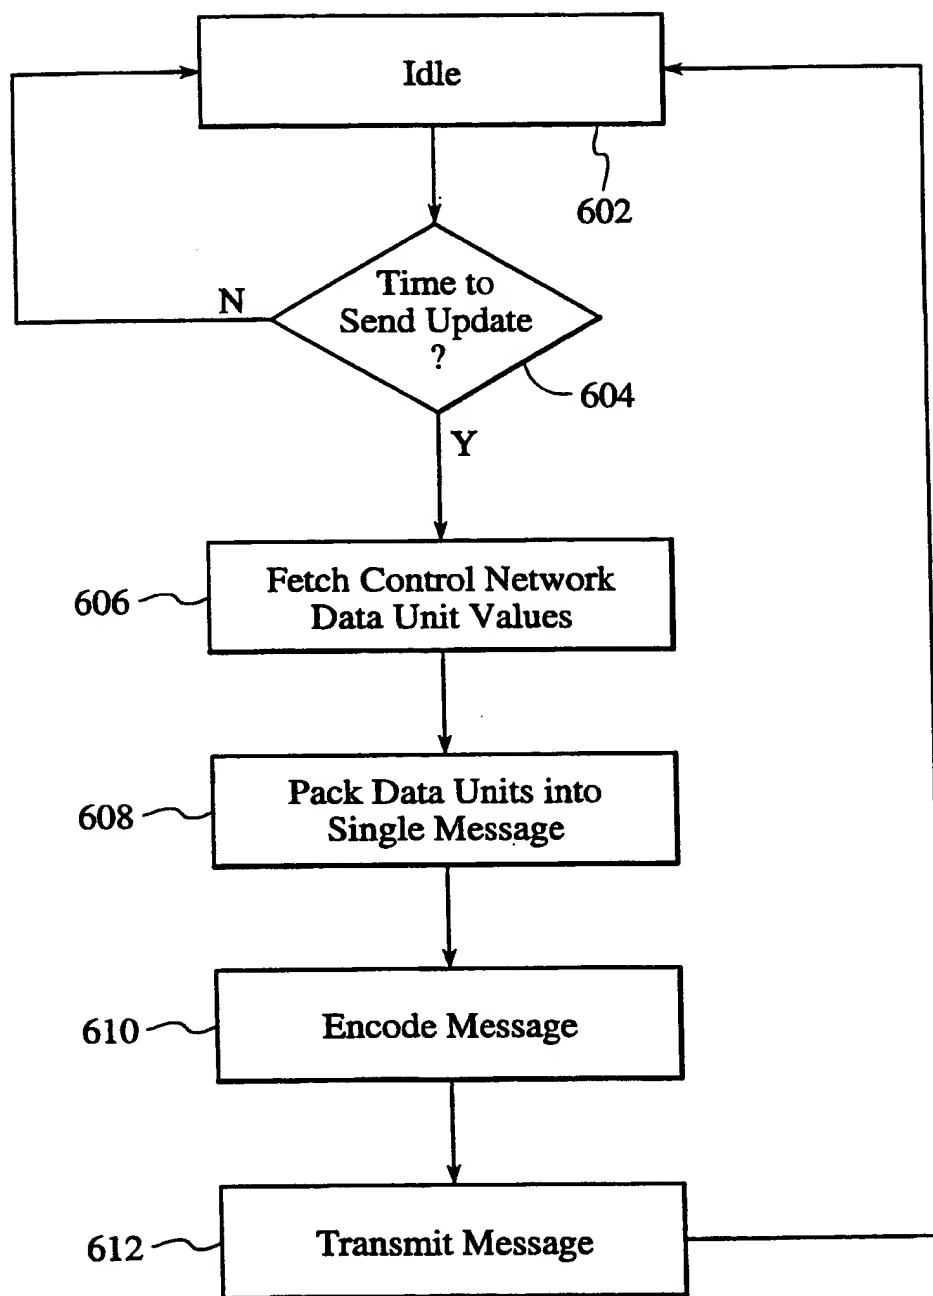 Idle
602
Time to
Send Update
?
N
604
Y
Fetch Control Network
Data Unit Values
606
Pack Data Units into
Single Message
608
Encode Message
610
Transmit Message
612